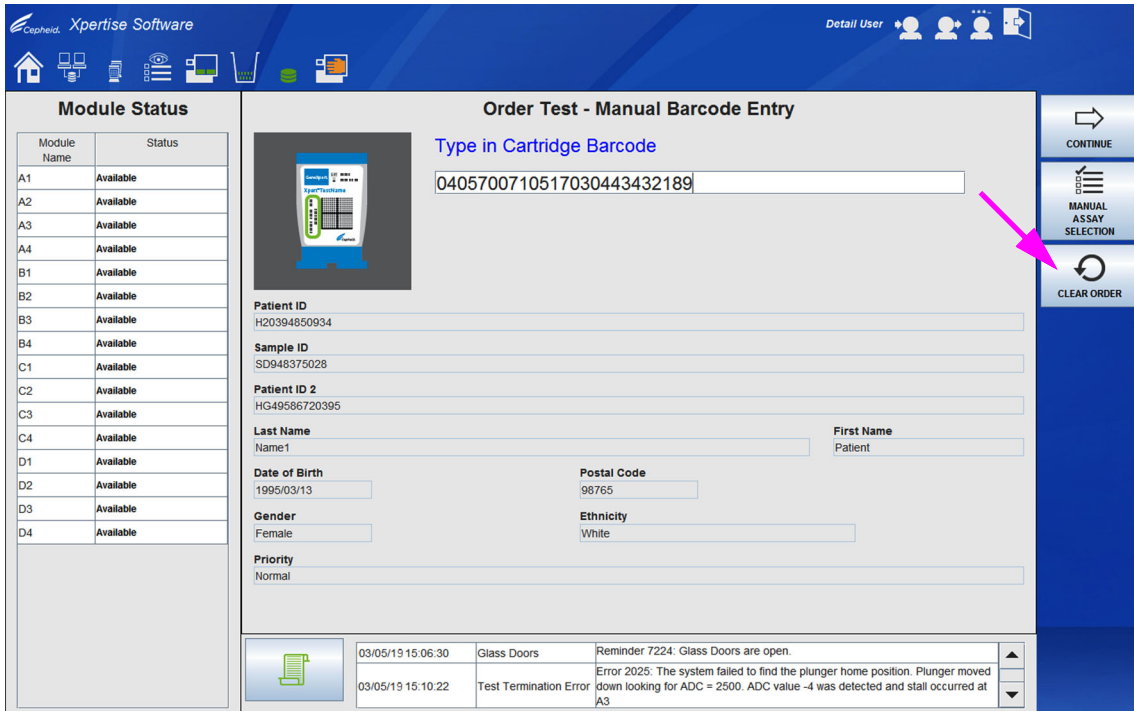 Cepheid. Xpertise Software
Detail User
Module Status
Module Name
Status
A1 Available
A2 Available
A3 Available
A4 Available
B1 Available
B2 Available
B3 Available
B4 Available
C1 Available
C2 Available
C3 Available
C4 Available
D1 Available
D2 Available
D3 Available
D4 Available
Order Test - Manual Barcode Entry
Type in Cartridge Barcode
0405700710517030443432189
GeneXpert
Xpert TestName
Cepheid
Patient ID
H20394850934
Sample ID
SD948375028
Patient ID 2
HG49586720395
Last Name First Name
Name1 Patient
Date of Birth Postal Code
1995/03/13 98765
Gender Ethnicity
Female White
Priority
Normal
03/05/19 15:06:30 Glass Doors Reminder 7224: Glass Doors are open.
03/05/19 15:10:22 Test Termination Error Error 2025: The system failed to find the plunger home position. Plunger moved
down looking for ADC = 2500. ADC value -4 was detected and stall occurred at
A3
CONTINUE
MANUAL
ASSAY
SELECTION
CLEAR ORDER